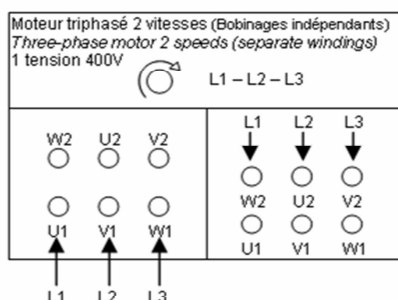 Moteur triphasé 2 vitesses (Bobinages indépendants)
Three-phase motor 2 speeds (separate windings)
1 tension 400V
L1 – L2 – L3
W2 U2 V2
U1 V1 W1
L1 L2 L3
L1 L2 L3
W2 U2 V2
U1 V1 W1